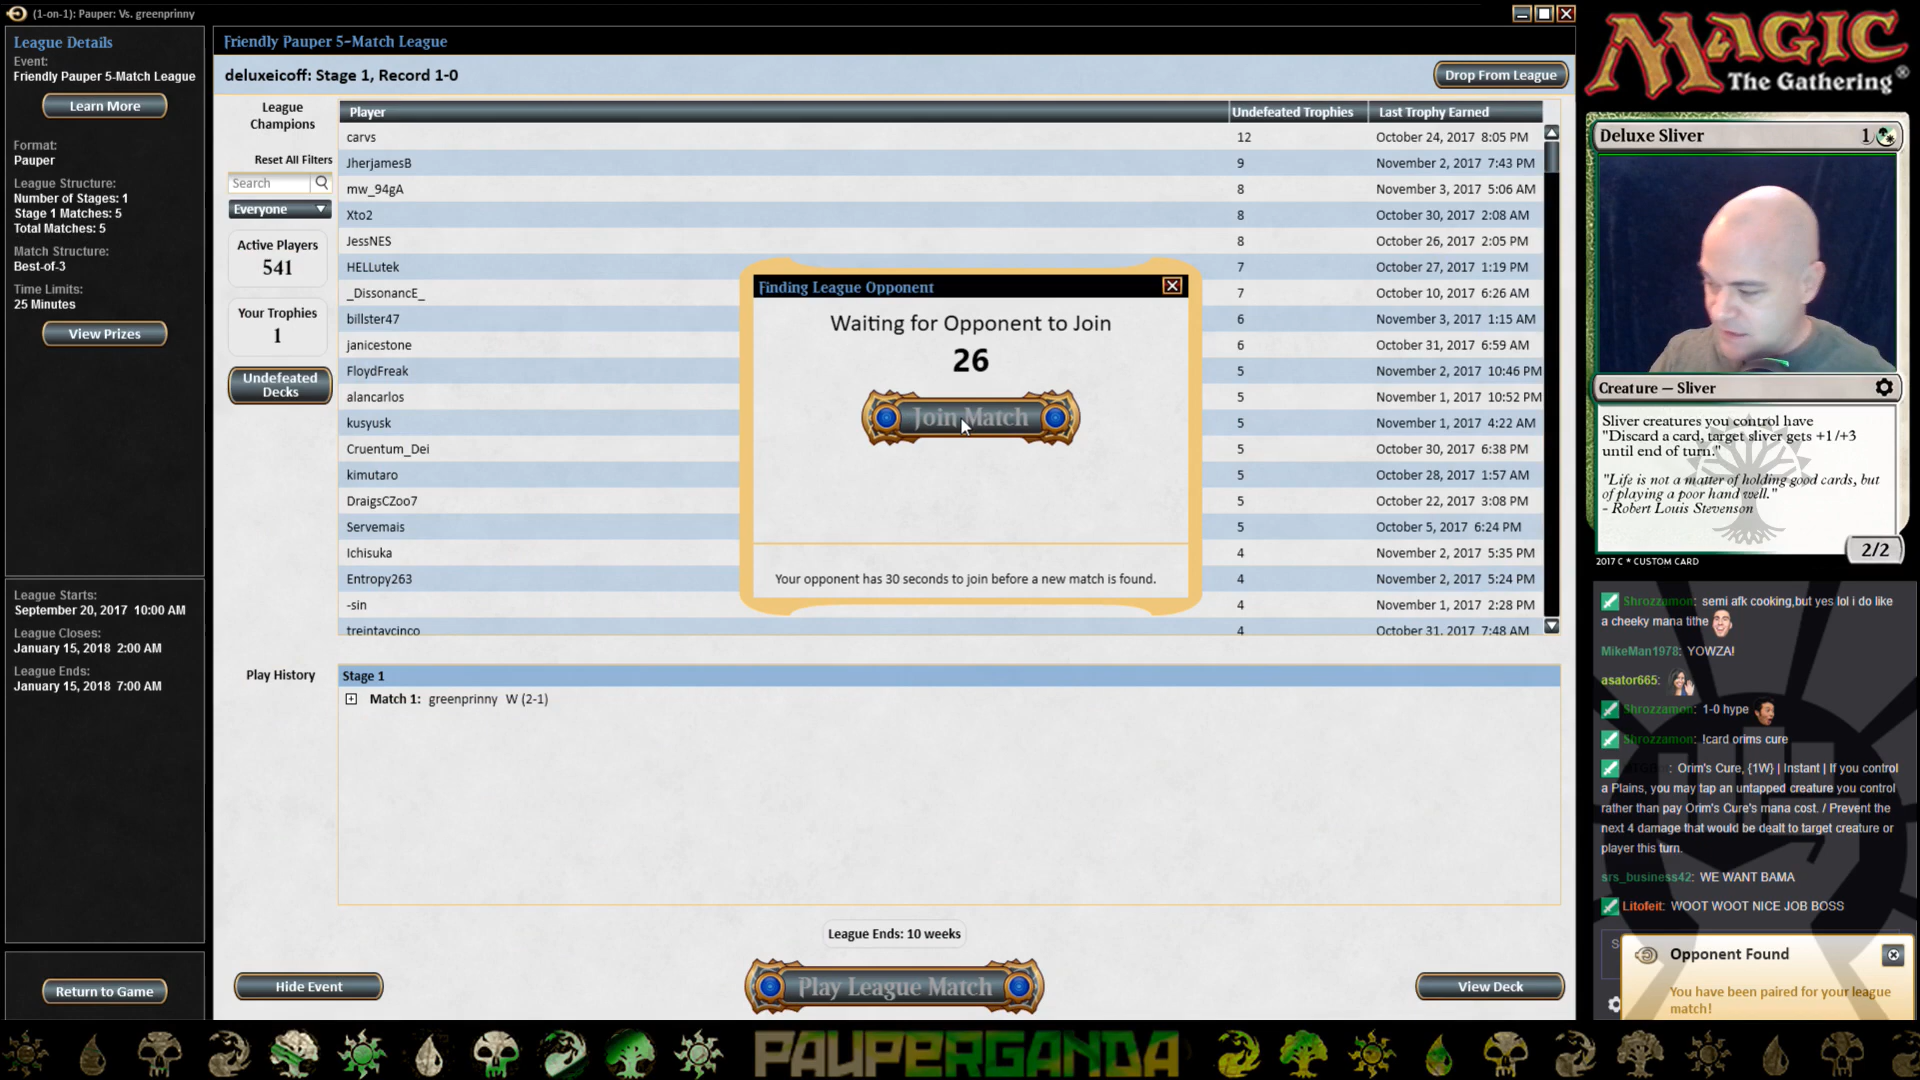 (1-on-1): Pauper: Vs. greenprinny
League Details
Event:
Friendly Pauper 5-Match League
Learn More
Format:
Pauper
League Structure:
Number of Stages: 1
Stage 1 Matches: 5
Total Matches: 5
Match Structure:
Best-of-3
Time Limits:
25 Minutes
View Prizes
League Starts:
September 20, 2017 10:00 AM
League Closes:
January 15, 2018 2:00 AM
League Ends:
January 15, 2018 7:00 AM
Return to Game
Friendly Pauper 5-Match League
deluxeicoff: Stage 1, Record 1-0
Drop From League
League
Champions
Reset All Filters
Search
Everyone
Active Players
541
Your Trophies
1
Undefeated
Decks
Player Undefeated Trophies Last Trophy Earned
carvs 12 October 24, 2017 8:05 PM
JherjamesB 9 November 2, 2017 7:43 PM
mw_94gA 8 November 3, 2017 5:06 AM
Xto2 8 October 30, 2017 2:08 AM
JessNES 8 October 26, 2017 2:05 PM
HELLutek 7 October 27, 2017 1:19 PM
_DissonancE_ 7 October 10, 2017 6:26 AM
billster47 6 November 3, 2017 1:15 AM
janicestone 6 October 31, 2017 6:59 AM
FloydFreak 5 November 2, 2017 10:46 PM
alancarlos 5 November 1, 2017 10:52 PM
kusyusk 5 November 1, 2017 4:22 AM
Cruentum_Dei 5 October 30, 2017 6:38 PM
kimutaro 5 October 28, 2017 1:57 AM
DraigsCZoo7 5 October 22, 2017 3:08 PM
Servemais 5 October 5, 2017 6:24 PM
Ichisuka 4 November 2, 2017 5:35 PM
Entropy263 4 November 2, 2017 5:24 PM
-sin 4 November 1, 2017 2:28 PM
treintaycinco 4 October 31, 2017 7:48 AM
Finding League Opponent
Waiting for Opponent to Join
26
Join Match
Your opponent has 30 seconds to join before a new match is found.
Play History
Stage 1
Match 1: greenprinny W (2-1)
League Ends: 10 weeks
Hide Event
Play League Match
View Deck
MAGIC
The Gathering®
Deluxe Sliver 1
Creature — Sliver
Sliver creatures you control have
"Discard a card, target sliver gets +1/+3
until end of turn."
"Life is not a matter of holding good cards, but
of playing a poor hand well."
- Robert Louis Stevenson
2/2
2017 C * CUSTOM CARD
Shrozzamon: semi afk cooking,but yes lol i do like
a cheeky mana tithe
MikeMan1978: YOWZA!
asator665:
Shrozzamon: 1-0 hype
Shrozzamon: !card orims cure
: Orim's Cure, {1W} | Instant | If you control
a Plains, you may tap an untapped creature you control
rather than pay Orim's Cure's mana cost. / Prevent the
next 4 damage that would be dealt to target creature or
player this turn.
srs_business42: WE WANT BAMA
Litofeit: WOOT WOOT NICE JOB BOSS
Opponent Found
You have been paired for your league
match!
PAUPERGANDA